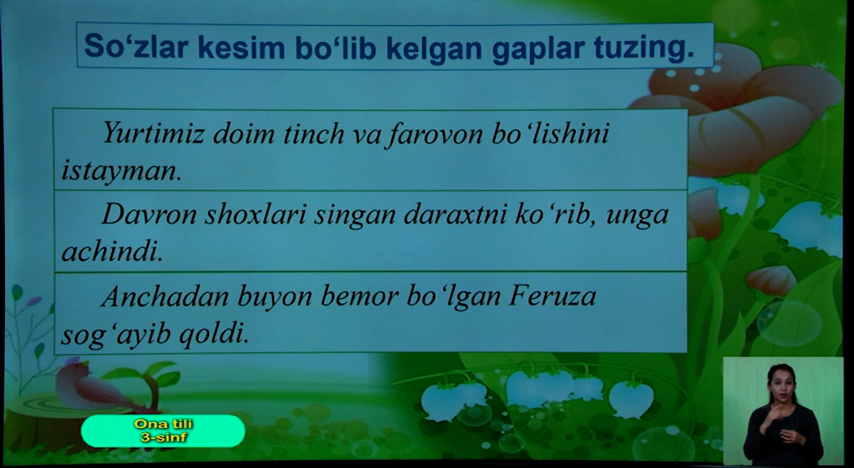 So‘zlar kesim bo‘lib kelgan gaplar tuzing.
Yurtimiz doim tinch va farovon bo‘lishini
istayman.
Davron shoxlari singan daraxtni ko‘rib, unga
achindi.
Anchadan buyon bemor bo‘lgan Feruza
sog‘ayib qoldi.
Ona tili
3-sinf